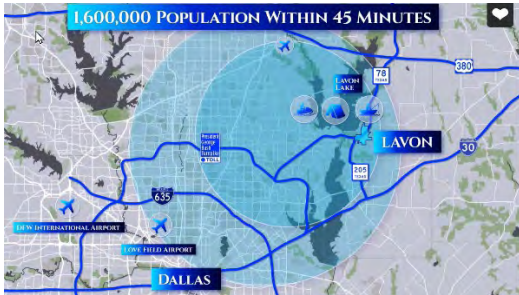 1,600,000 POPULATION WITHIN 45 MINUTES
380
78
TEXAS
LAVON
LAKE
LAVON
30
President
George
Bush
Turnpike
TOLL
205
TEXAS
635
DFW INTERNATIONAL AIRPORT
LOVE FIELD AIRPORT
DALLAS